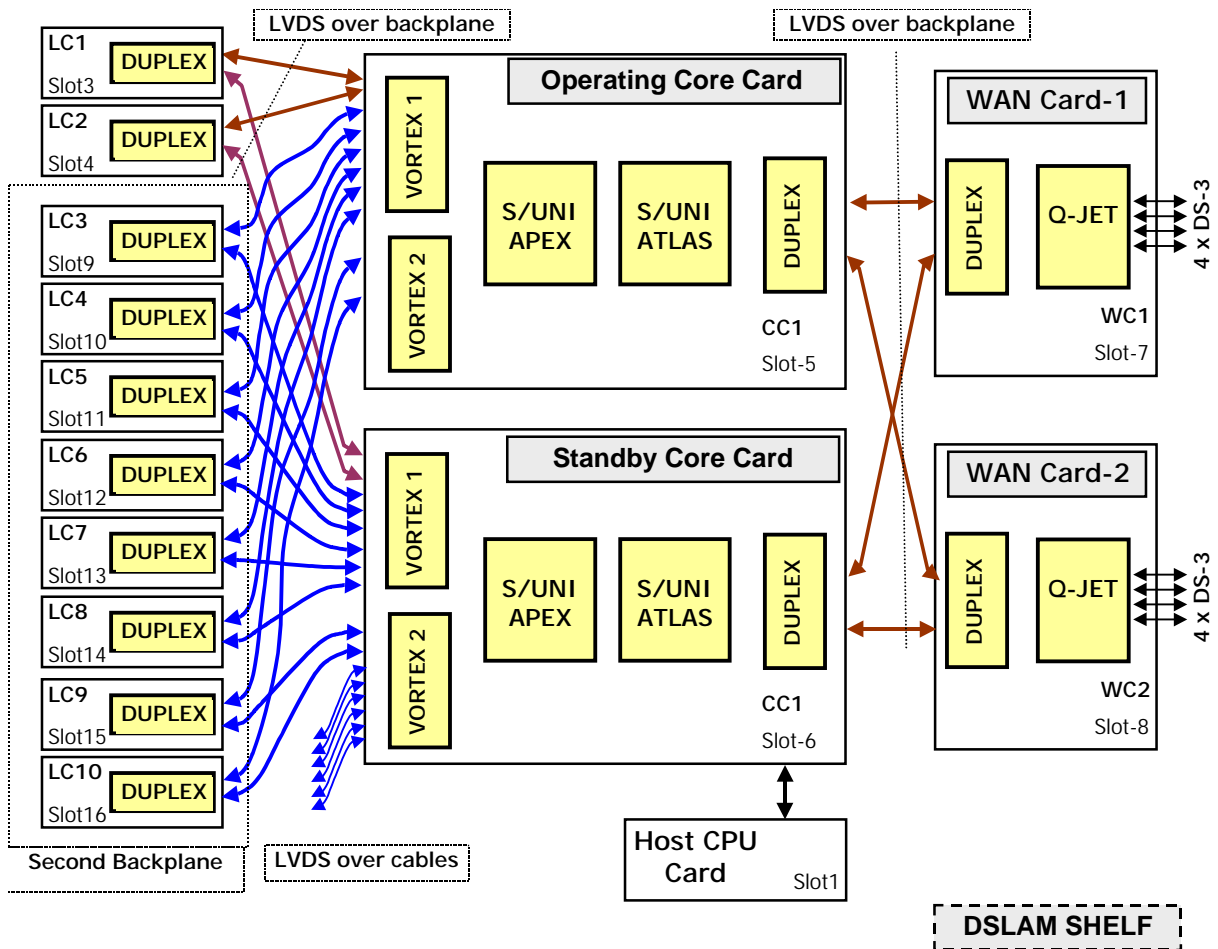 LVDS over backplane
LVDS over backplane
LC1
DUPLEX
Slot3
LC2
DUPLEX
Slot4
LC3
DUPLEX
Slot9
LC4
DUPLEX
Slot10
LC5
DUPLEX
Slot11
LC6
DUPLEX
Slot12
LC7
DUPLEX
Slot13
LC8
DUPLEX
Slot14
LC9
DUPLEX
Slot15
LC10
DUPLEX
Slot16
Second Backplane
LVDS over cables
Operating Core Card
VORTEX 1
VORTEX 2
S/UNI
APEX
S/UNI
ATLAS
DUPLEX
CC1
Slot-5
Standby Core Card
VORTEX 1
VORTEX 2
S/UNI
APEX
S/UNI
ATLAS
DUPLEX
CC1
Slot-6
Host CPU
Card
Slot1
WAN Card-1
DUPLEX
Q-JET
4 x DS-3
WC1
Slot-7
WAN Card-2
DUPLEX
Q-JET
4 x DS-3
WC2
Slot-8
DSLAM SHELF